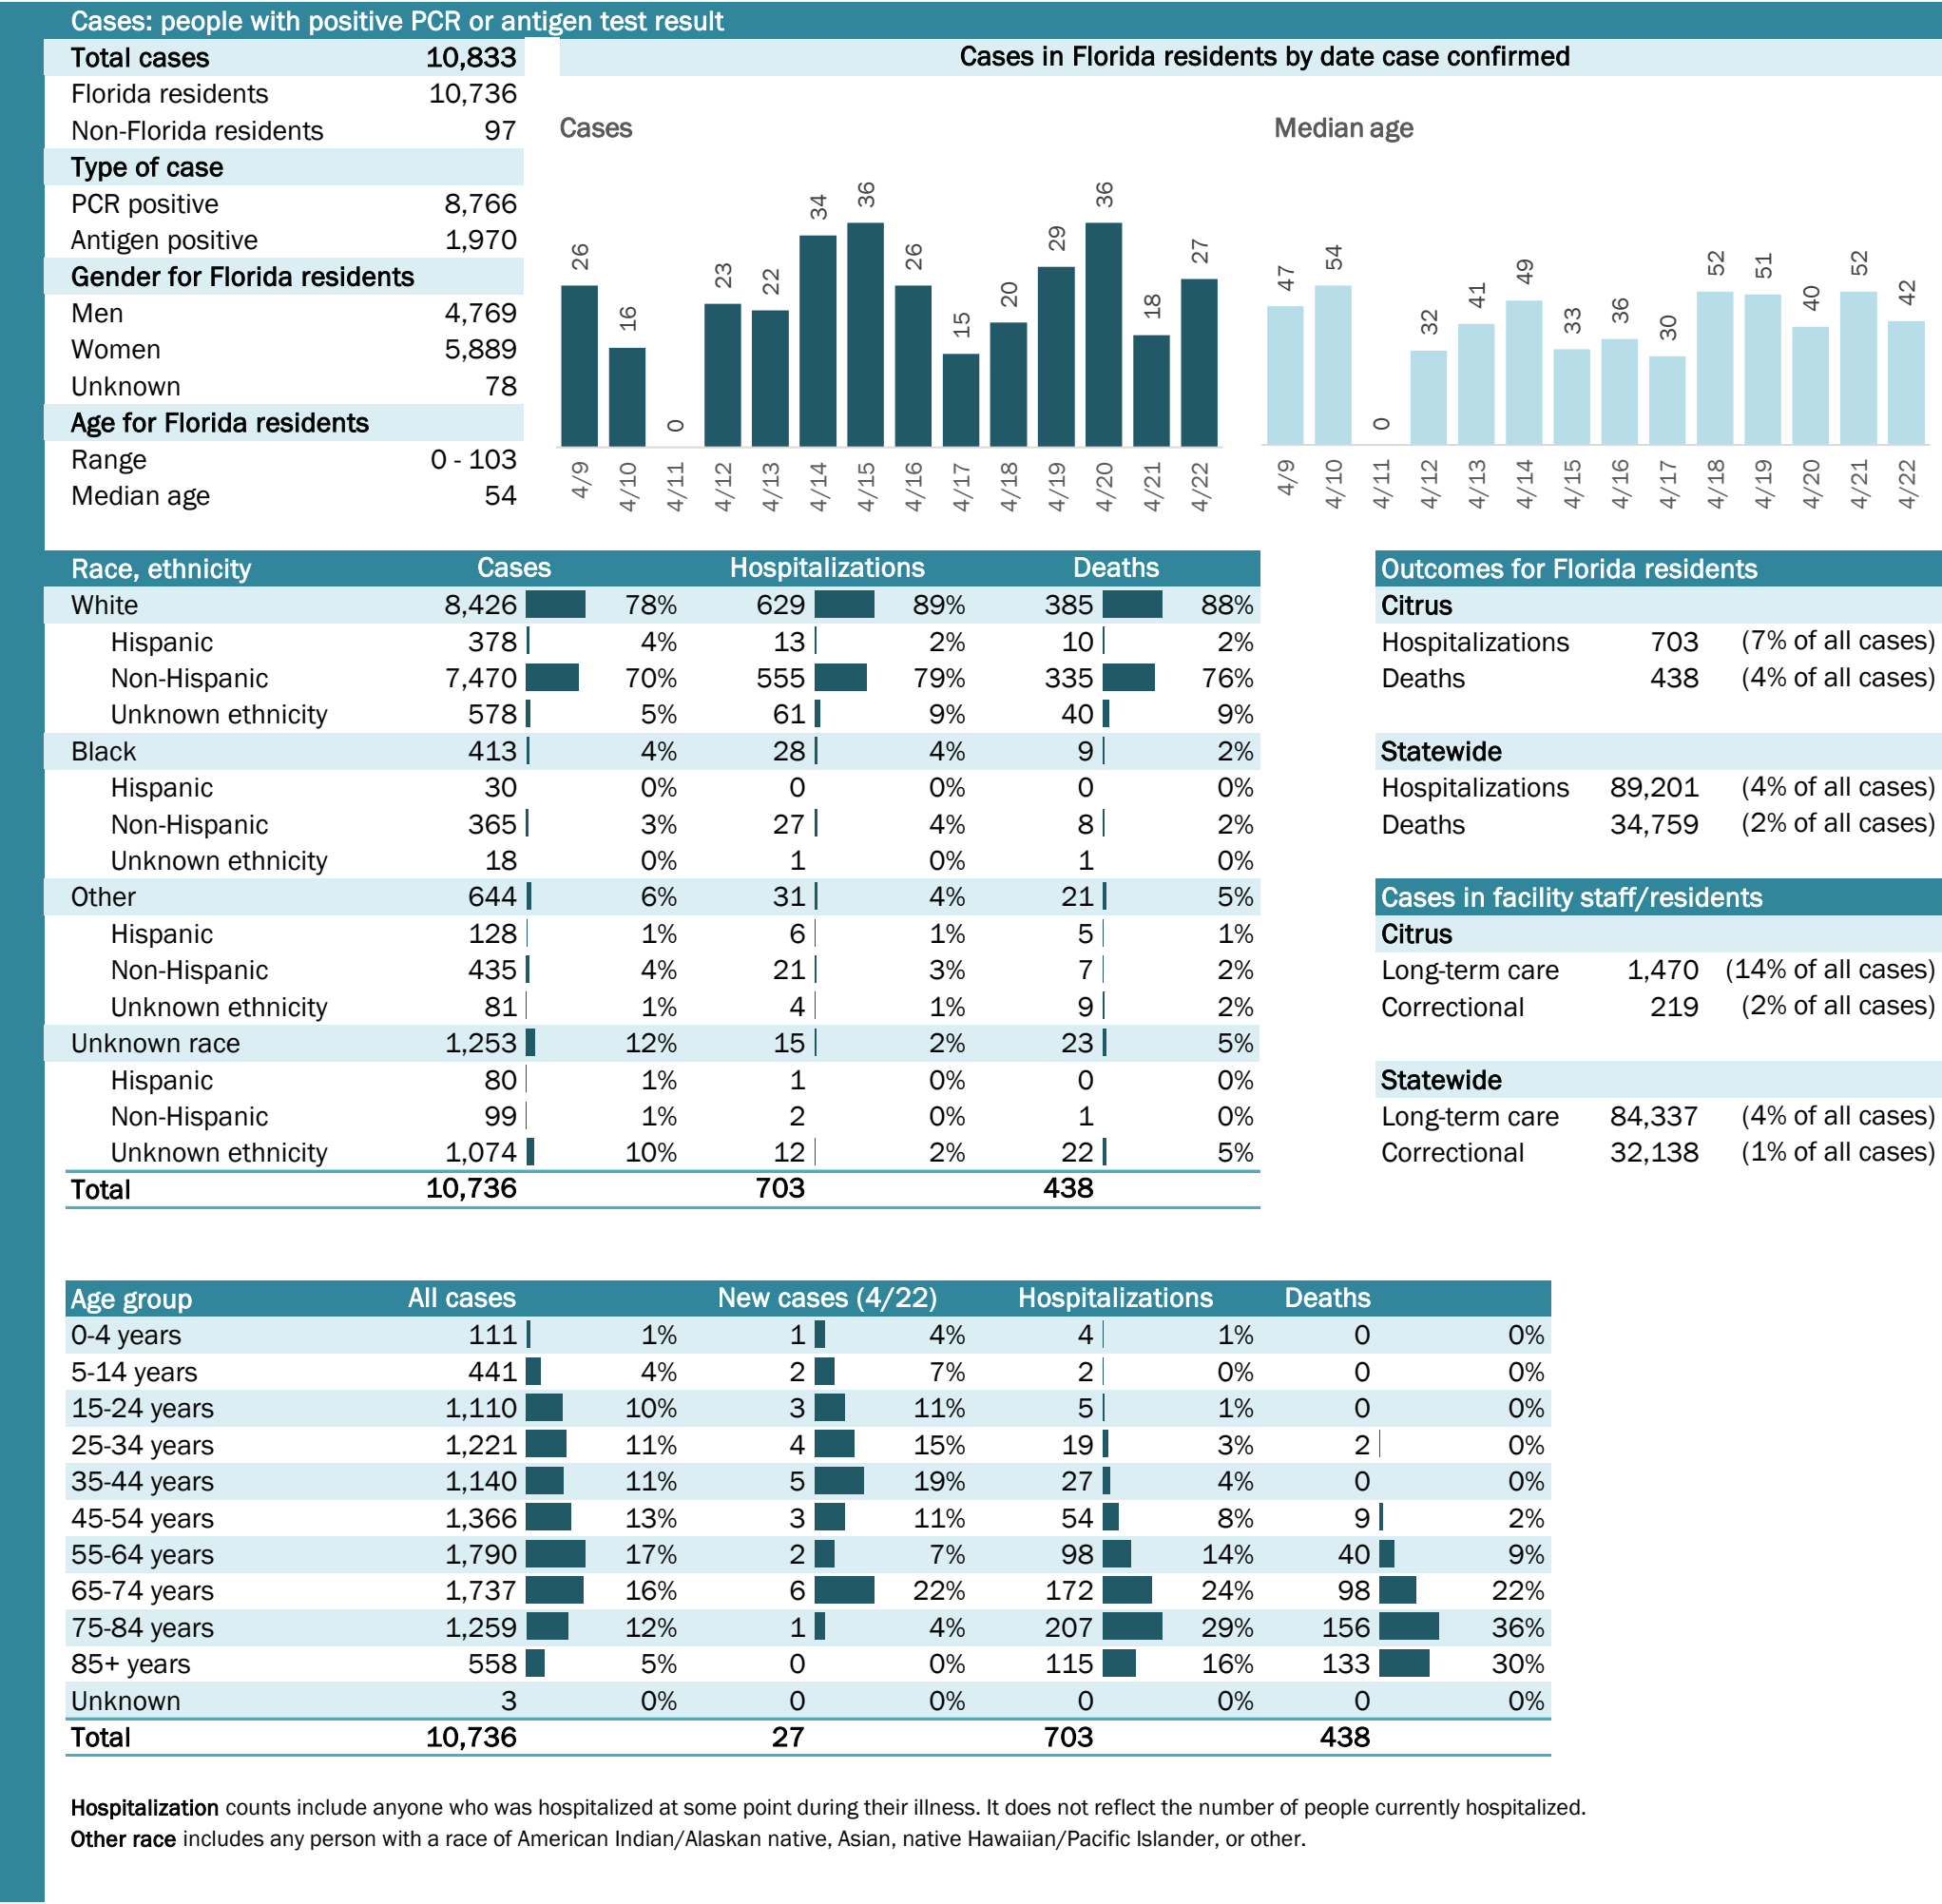 Cases: people with positive PCR or antigen test result
Total cases 10,833
Florida residents 10,736
Non-Florida residents 97
Type of case
PCR positive 8,766
Antigen positive 1,970
Gender for Florida residents
Men 4,769
Women 5,889
Unknown 78
Age for Florida residents
Range 0 - 103
Median age 54
Cases in Florida residents by date case confirmed
Cases
26 16 0 23 22 34 36 26 15 20 29 36 18 27
4/9 4/10 4/11 4/12 4/13 4/14 4/15 4/16 4/17 4/18 4/19 4/20 4/21 4/22
Median age
47 54 0 32 41 49 33 36 30 52 51 40 52 42
4/9 4/10 4/11 4/12 4/13 4/14 4/15 4/16 4/17 4/18 4/19 4/20 4/21 4/22
Race, ethnicity Cases Hospitalizations Deaths
White 8,426 78% 629 89% 385 88%
Hispanic 378 4% 13 2% 10 2%
Non-Hispanic 7,470 70% 555 79% 335 76%
Unknown ethnicity 578 5% 61 9% 40 9%
Black 413 4% 28 4% 9 2%
Hispanic 30 0% 0 0% 0 0%
Non-Hispanic 365 3% 27 4% 8 2%
Unknown ethnicity 18 0% 1 0% 1 0%
Other 644 6% 31 4% 21 5%
Hispanic 128 1% 6 1% 5 1%
Non-Hispanic 435 4% 21 3% 7 2%
Unknown ethnicity 81 1% 4 1% 9 2%
Unknown race 1,253 12% 15 2% 23 5%
Hispanic 80 1% 1 0% 0 0%
Non-Hispanic 99 1% 2 0% 1 0%
Unknown ethnicity 1,074 10% 12 2% 22 5%
Total 10,736 703 438
Outcomes for Florida residents
Citrus
Hospitalizations 703 (7% of all cases)
Deaths 438 (4% of all cases)
Statewide
Hospitalizations 89,201 (4% of all cases)
Deaths 34,759 (2% of all cases)
Cases in facility staff/residents
Citrus
Long-term care 1,470 (14% of all cases)
Correctional 219 (2% of all cases)
Statewide
Long-term care 84,337 (4% of all cases)
Correctional 32,138 (1% of all cases)
Age group All cases New cases (4/22) Hospitalizations Deaths
0-4 years 111 1% 1 4% 4 1% 0 0%
5-14 years 441 4% 2 7% 2 0% 0 0%
15-24 years 1,110 10% 3 11% 5 1% 0 0%
25-34 years 1,221 11% 4 15% 19 3% 2 0%
35-44 years 1,140 11% 5 19% 27 4% 0 0%
45-54 years 1,366 13% 3 11% 54 8% 9 2%
55-64 years 1,790 17% 2 7% 98 14% 40 9%
65-74 years 1,737 16% 6 22% 172 24% 98 22%
75-84 years 1,259 12% 1 4% 207 29% 156 36%
85+ years 558 5% 0 0% 115 16% 133 30%
Unknown 3 0% 0 0% 0 0% 0 0%
Total 10,736 27 703 438
Hospitalization counts include anyone who was hospitalized at some point during their illness. It does not reflect the number of people currently hospitalized.
Other race includes any person with a race of American Indian/Alaskan native, Asian, native Hawaiian/Pacific Islander, or other.